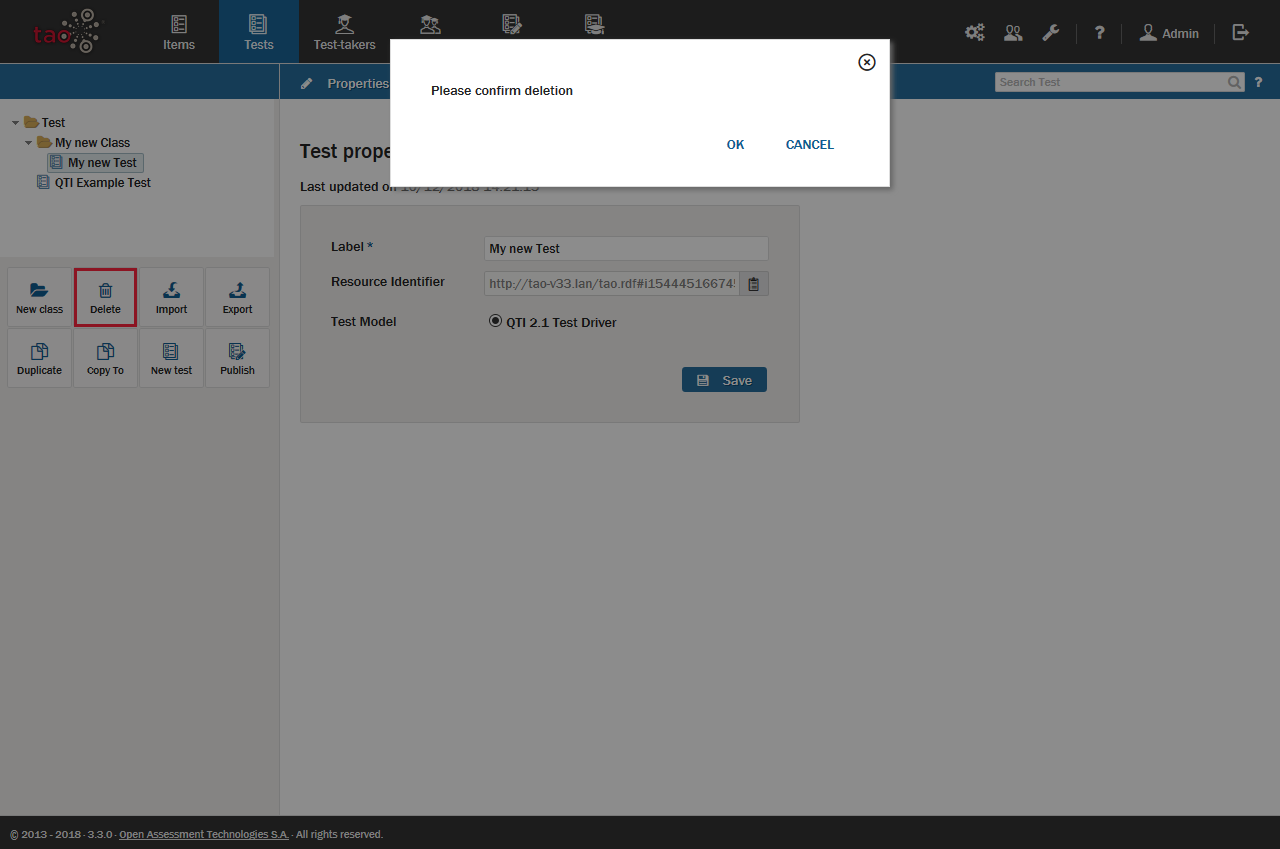 tao
Items
Tests
Test-takers
?
Admin
Properties
Search Test
?
Please confirm deletion
OK
CANCEL
Test
My new Class
My new Test
QTI Example Test
New class
Delete
Import
Export
Duplicate
Copy To
New test
Publish
Test prope
Last updated on
Label *
My new Test
Resource Identifier
http://tao-v33.lan/tao.rdf#i154445166745
Test Model
QTI 2.1 Test Driver
Save
© 2013 - 2018 · 3.3.0 · Open Assessment Technologies S.A. · All rights reserved.